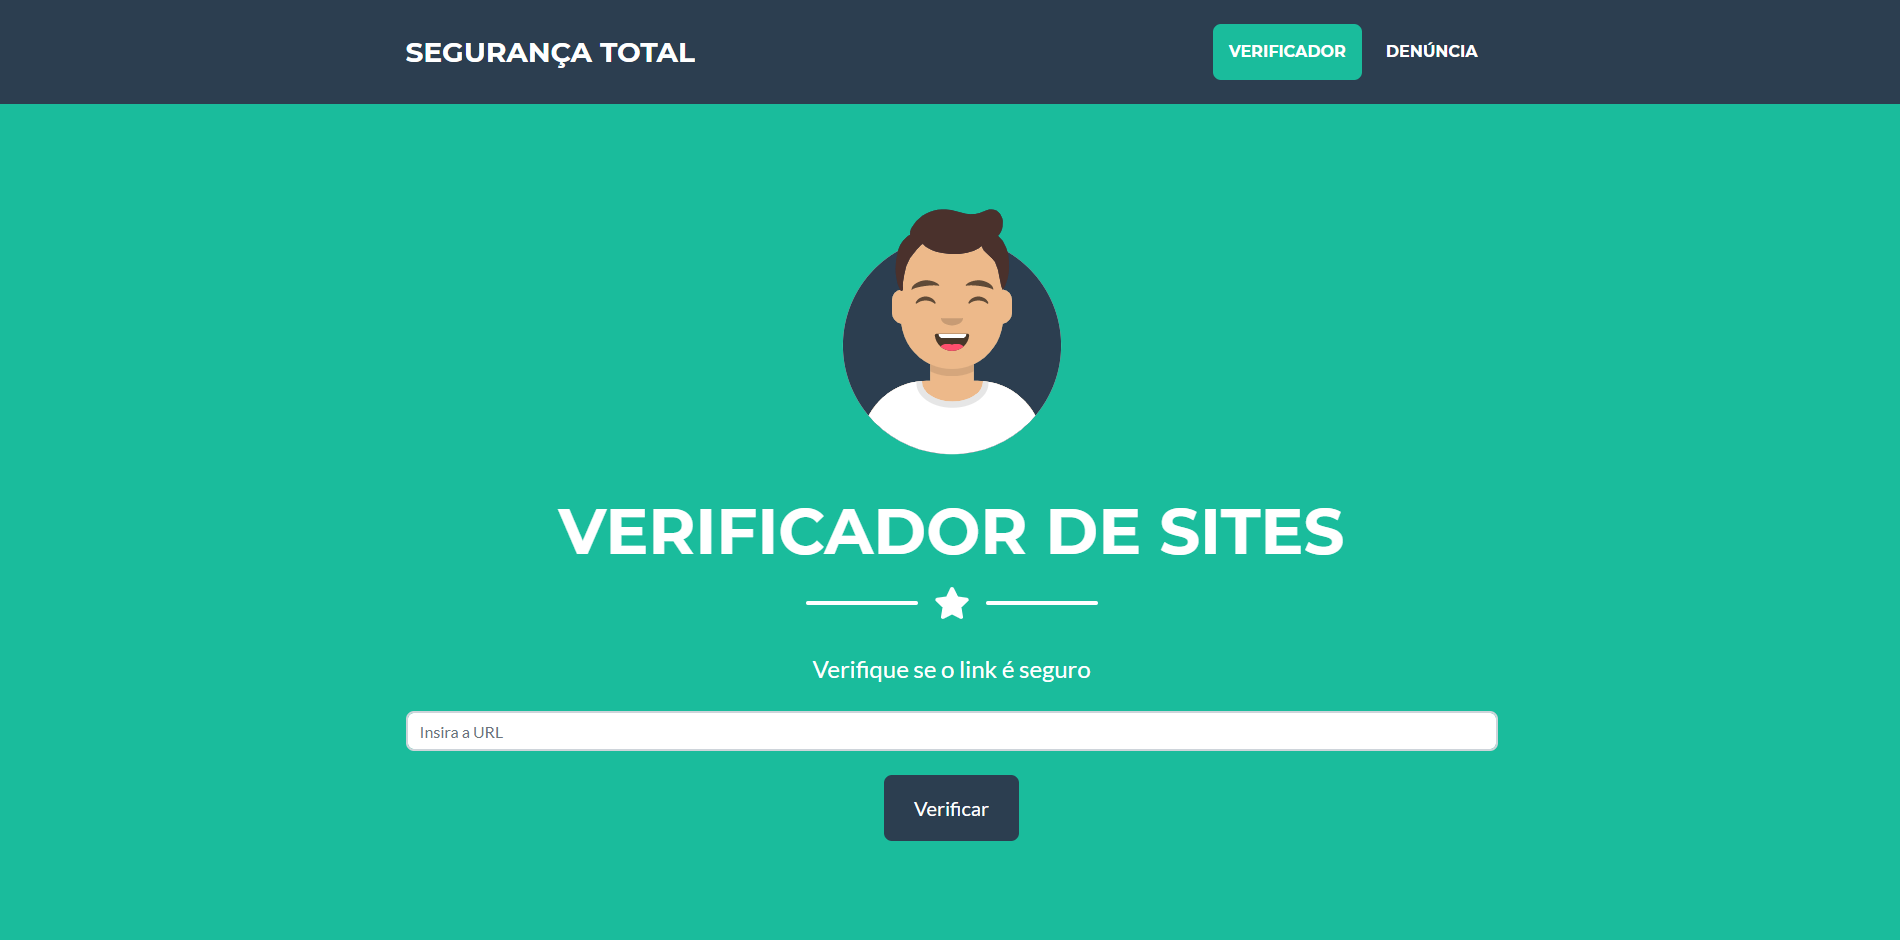 SEGURANÇA TOTAL
VERIFICADOR
DENÚNCIA
VERIFICADOR DE SITES
Verifique se o link é seguro
Insira a URL
Verificar